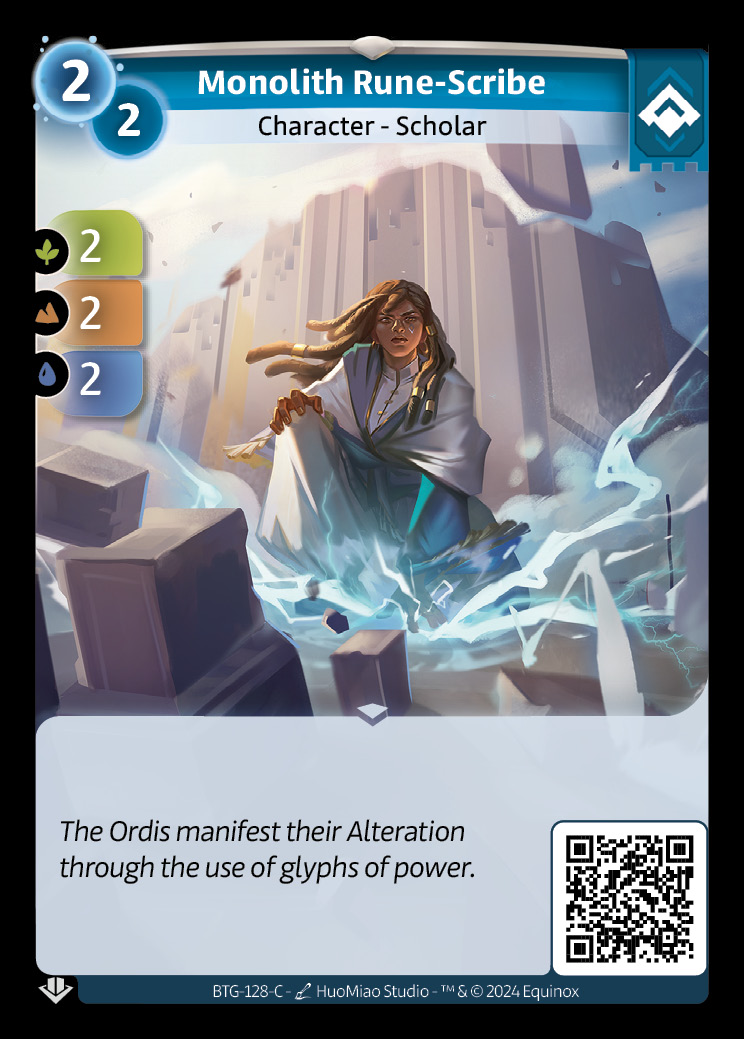 2
2
Monolith Rune-Scribe
Character - Scholar
2
2
2
The Ordis manifest their Alteration
through the use of glyphs of power.
BTG-128-C - HuoMiao Studio - ™ & © 2024 Equinox